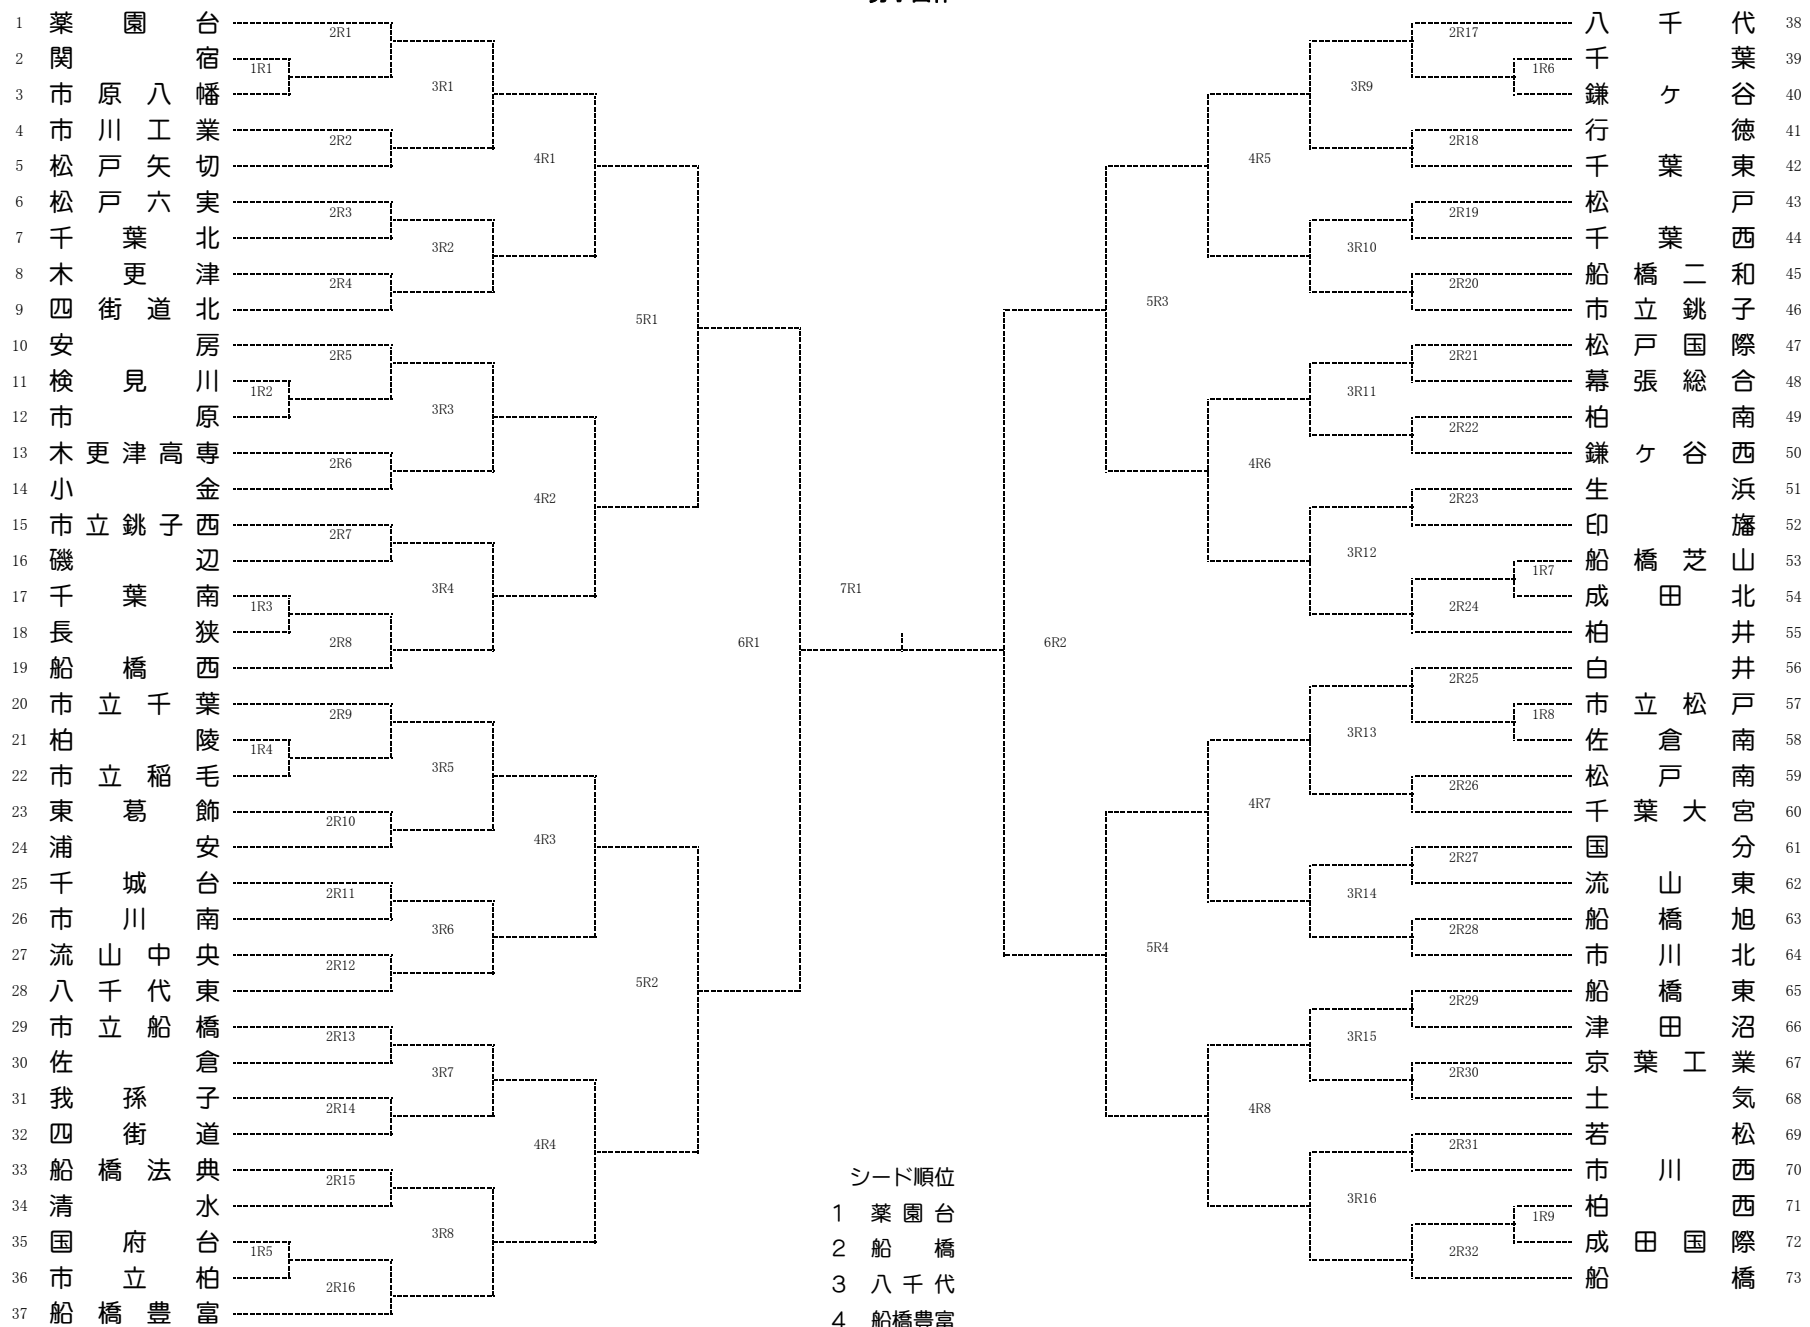 1 薬園台
2 関宿
3 市原八幡
4 市川工業
5 松戸矢切
6 松戸六実
7 千葉北
8 木更津
9 四街道北
10 安房
11 検見川
12 市原
13 木更津高専
14 小金
15 市立銚子西
16 磯辺
17 千葉南
18 長狭
19 船橋西
20 市立千葉
21 柏陵
22 市立稲毛
23 東葛飾
24 浦安
25 千城台
26 市川南
27 流山中央
28 八千代東
29 市立船橋
30 佐倉
31 我孫子
32 四街道
33 船橋法典
34 清水
35 国府台
36 市立柏
37 船橋豊富
1R1
1R2
1R3
1R4
1R5
2R1
2R2
2R3
2R4
2R5
2R6
2R7
2R8
2R9
2R10
2R11
2R12
2R13
2R14
2R15
2R16
3R1
3R2
3R3
3R4
3R5
3R6
3R7
3R8
4R1
4R2
4R3
4R4
5R1
5R2
6R1
7R1
6R2
5R3
5R4
4R5
4R6
4R7
4R8
3R9
3R10
3R11
3R12
3R13
3R14
3R15
3R16
2R17
2R18
2R19
2R20
2R21
2R22
2R23
2R24
2R25
2R26
2R27
2R28
2R29
2R30
2R31
2R32
1R6
1R7
1R8
1R9
八千代 38
千葉 39
鎌ヶ谷 40
行徳 41
千葉東 42
松戸 43
千葉西 44
船橋二和 45
市立銚子 46
松戸国際 47
幕張総合 48
柏南 49
鎌ヶ谷西 50
生浜 51
印旛 52
船橋芝山 53
成田北 54
柏井 55
白井 56
市立松戸 57
佐倉南 58
松戸南 59
千葉大宮 60
国分 61
流山東 62
船橋旭 63
市川北 64
船橋東 65
津田沼 66
京葉工業 67
土気 68
若松 69
市川西 70
柏西 71
成田国際 72
船橋 73
シード順位
1 薬園台
2 船橋
3 八千代
4 船橋豊富